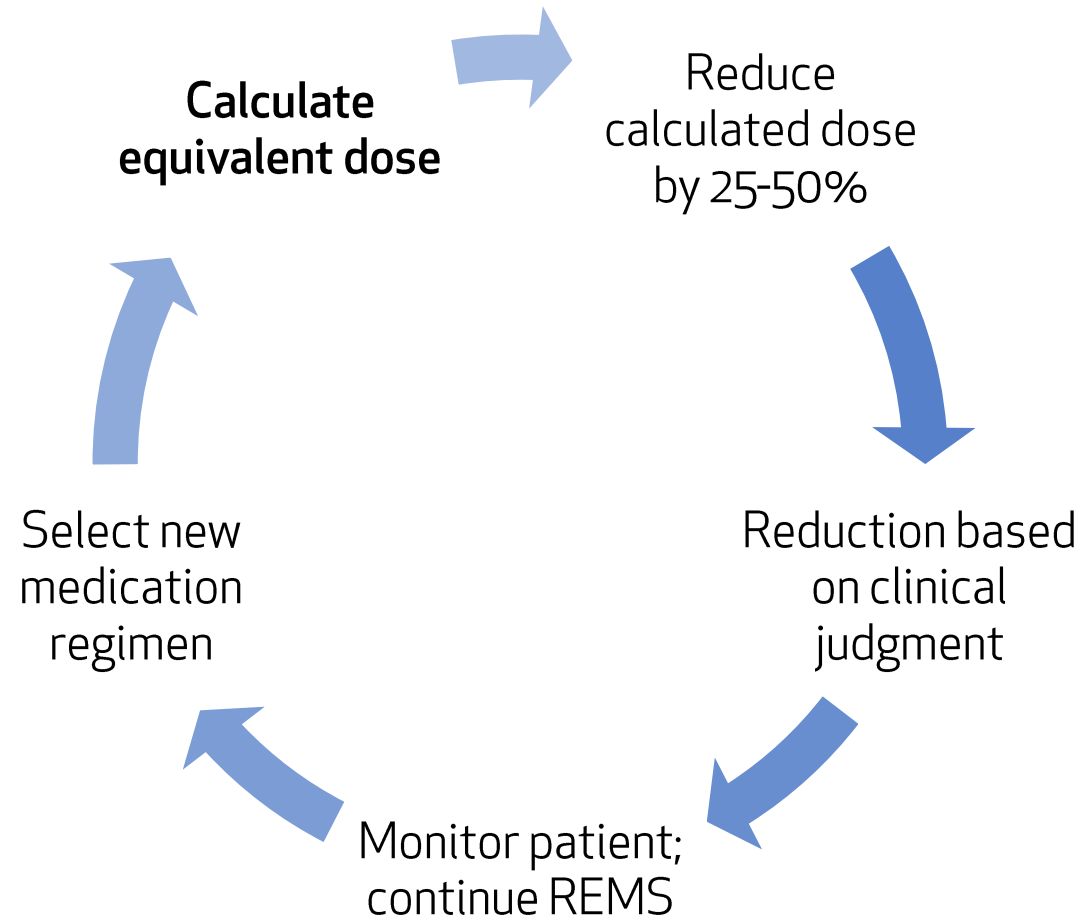 Calculate
equivalent dose
Reduce
calculated dose
by 25-50%
Reduction based
on clinical
judgment
Monitor patient;
continue REMS
Select new
medication
regimen